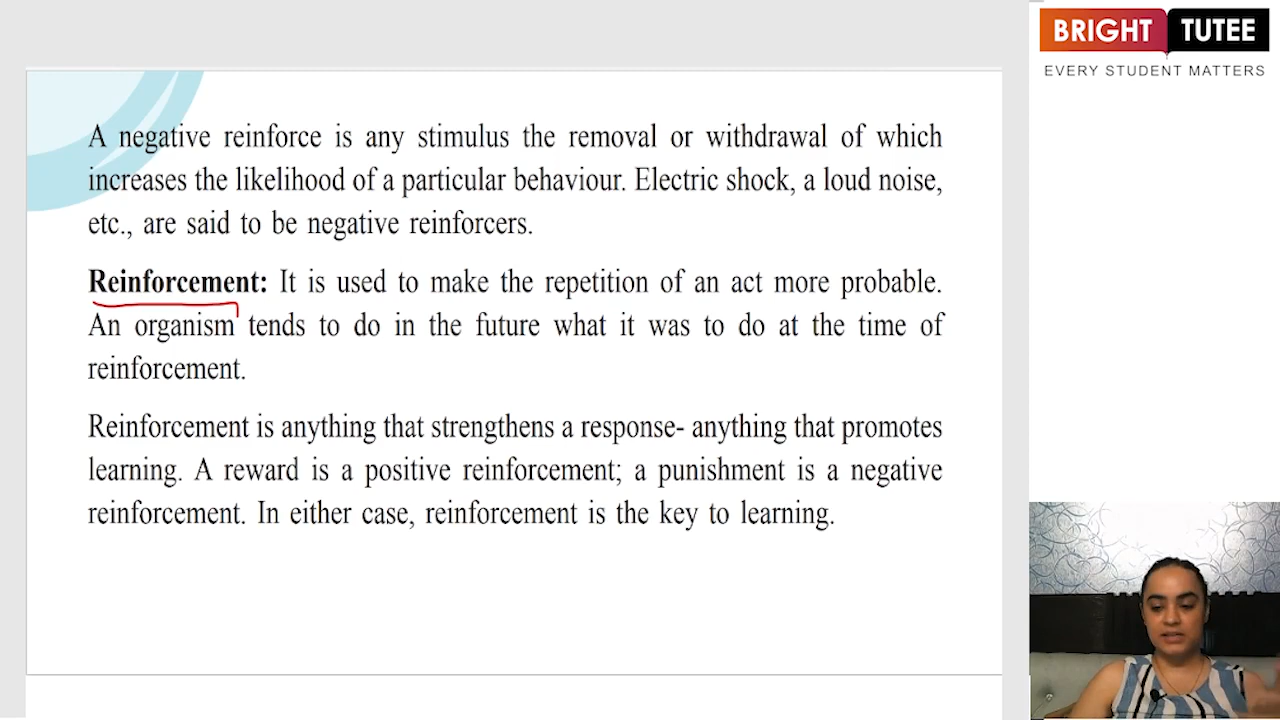 BRIGHT TUTEE
EVERY STUDENT MATTERS
A negative reinforce is any stimulus the removal or withdrawal of which
increases the likelihood of a particular behaviour. Electric shock, a loud noise,
etc., are said to be negative reinforcers.
Reinforcement: It is used to make the repetition of an act more probable.
An organism tends to do in the future what it was to do at the time of
reinforcement.
Reinforcement is anything that strengthens a response- anything that promotes
learning. A reward is a positive reinforcement; a punishment is a negative
reinforcement. In either case, reinforcement is the key to learning.